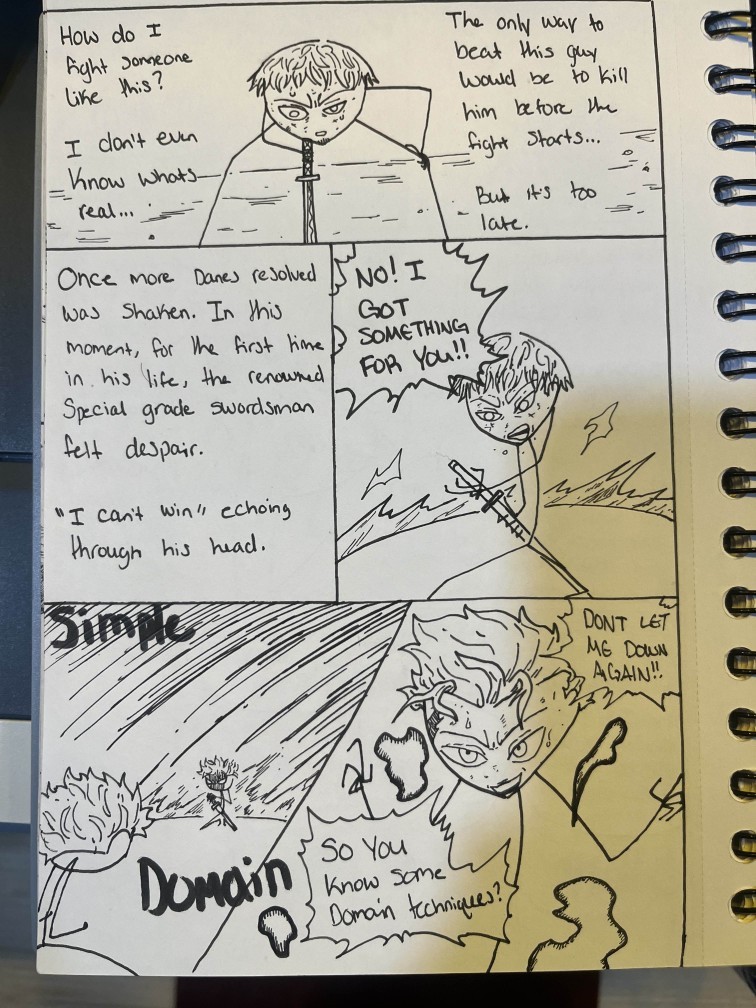 How do I
fight someone
like this?
I don't even
know whats
real...
The only way to
beat this guy
would be to kill
him before the
fight starts...
But it's too
late.
Once more Danes resolved
was shaken. In this
moment, for the first time
in his life, the renowned
Special grade swordsman
felt despair.
"I can't win" echoing
through his head.
NO! I
GOT
SOMETHING
FOR YOU!!
Simple
Domain
DONT LET
ME DOWN
AGAIN!!
SO YOU
Know some
Domain techniques?